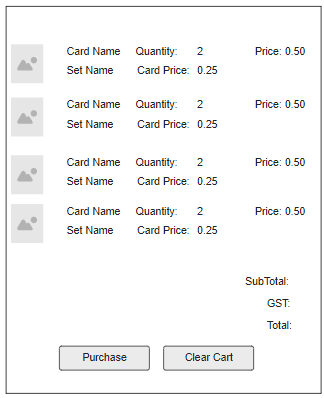 Card Name Quantity: 2 Price: 0.50
Set Name Card Price: 0.25
Card Name Quantity: 2 Price: 0.50
Set Name Card Price: 0.25
Card Name Quantity: 2 Price: 0.50
Set Name Card Price: 0.25
Card Name Quantity: 2 Price: 0.50
Set Name Card Price: 0.25
SubTotal:
GST:
Total:
Purchase Clear Cart